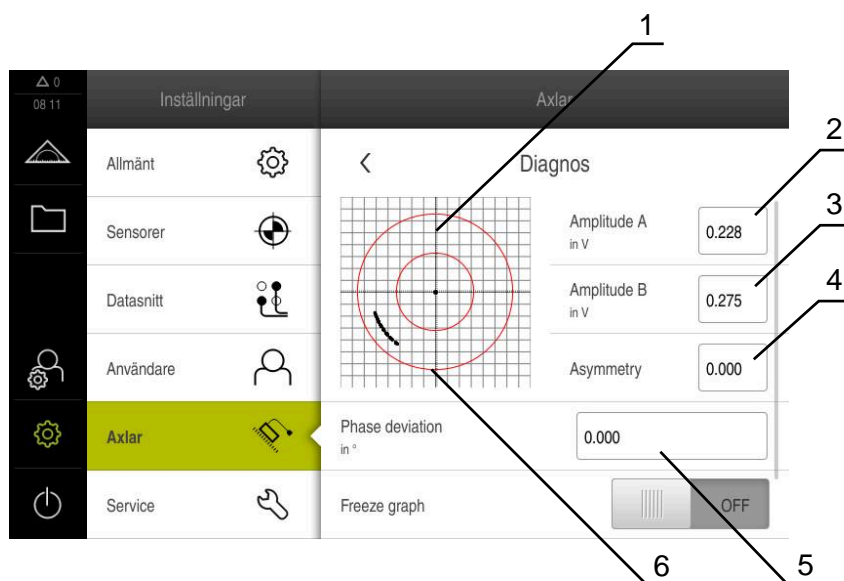 1
0
08 11
Inställningar
Axlar
2
Allmänt
Diagnos
Amplitude A
in V
0.228
3
Sensorer
Amplitude B
in V
0.275
4
Datasnitt
Asymmetry
0.000
Användare
Axlar
Phase deviation
in °
0.000
Service
Freeze graph
OFF
6
5